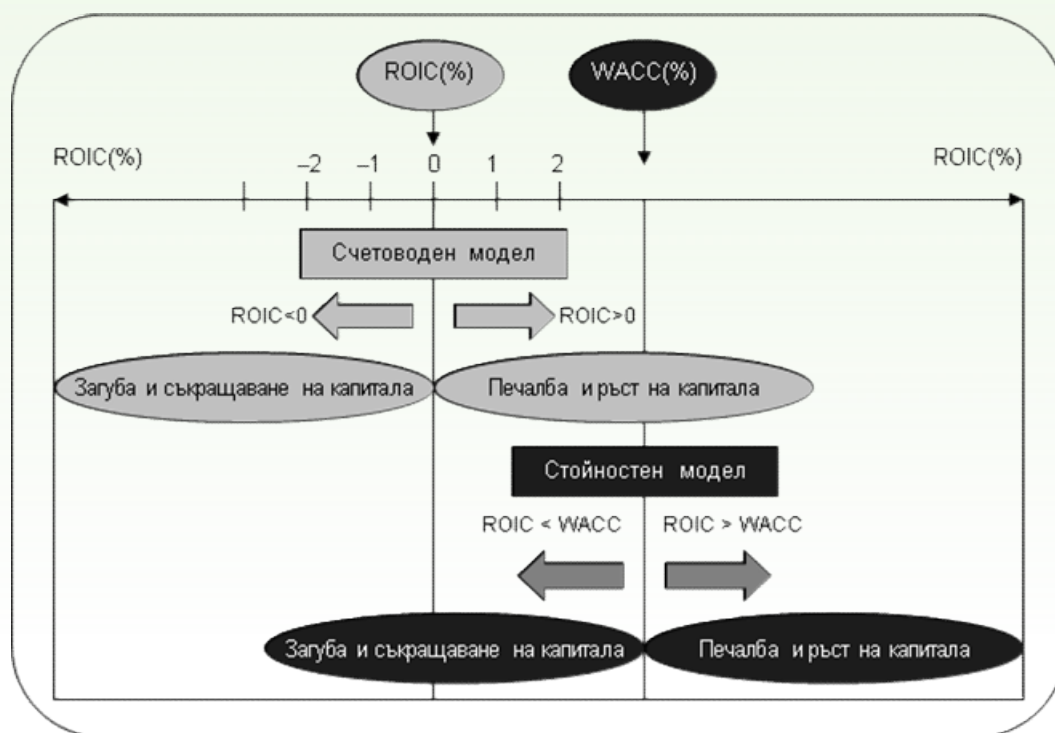 ROIC(%)
WACC(%)
ROIC(%)
–2 –1 0 1 2
ROIC(%)
Счетоводен модел
ROIC<0
ROIC>0
Загуба и съкращаване на капитала
Печалба и ръст на капитала
Стойностен модел
ROIC < WACC
ROIC > WACC
Загуба и съкращаване на капитала
Печалба и ръст на капитала